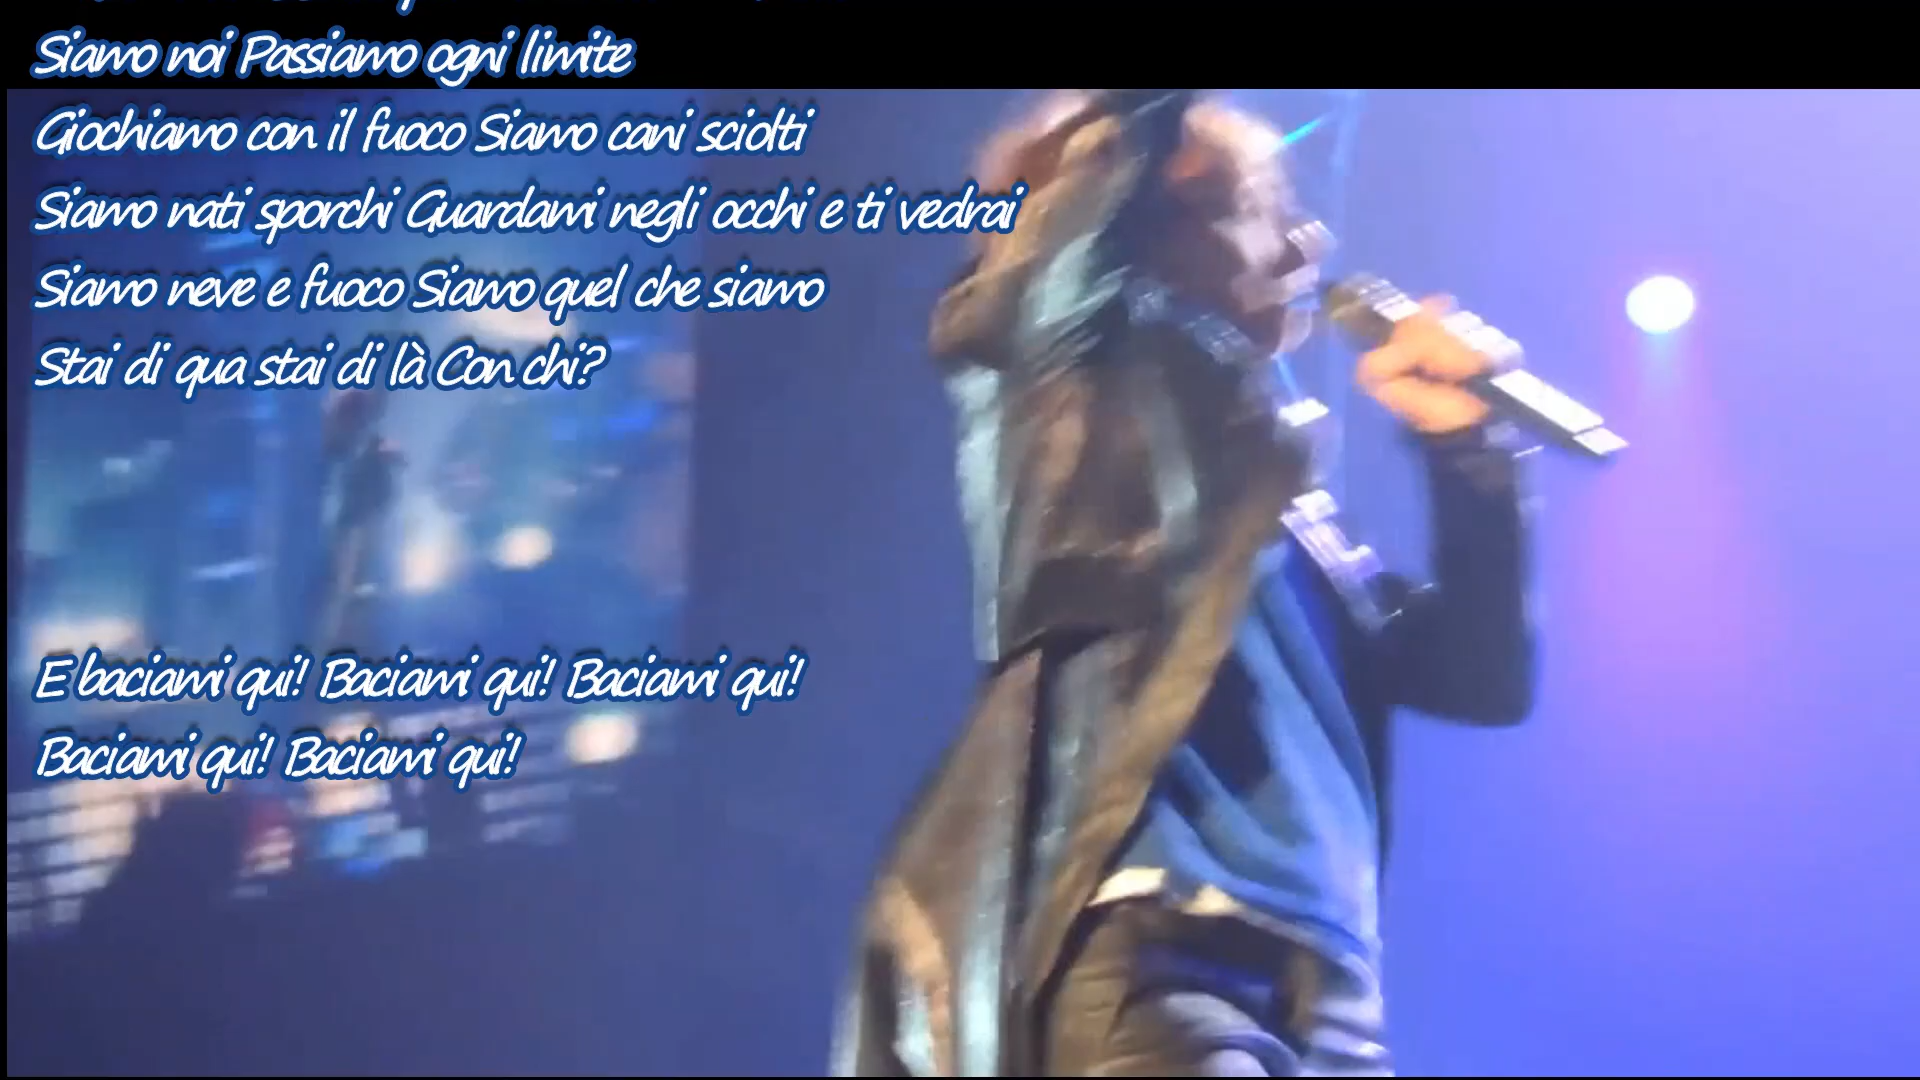 Siamo noi Passiamo ogni limite
Giochiamo con il fuoco Siamo cani sciolti
Siamo nati sporchi Guardami negli occhi e ti vedrai
Siamo neve e fuoco Siamo quel che siamo
Stai di qua stai di là Con chi?
E baciami qui! Baciami qui! Baciami qui!
Baciami qui! Baciami qui!